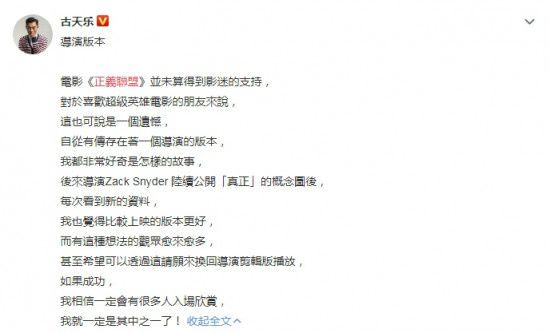 古天乐
導演版本
電影《正義聯盟》並未算得到影迷的支持，
對於喜歡超級英雄電影的朋友來說，
這也可說是一個遺憾，
自從有傳存在著一個導演的版本，
我都非常好奇是怎樣的故事，
後來導演Zack Snyder 陸續公開「真正」的概念圖後，
每次看到新的資料，
我也覺得比較上映的版本更好，
而有這種想法的觀眾愈來愈多，
甚至希望可以透過這請願來換回導演剪輯版播放，
如果成功，
我相信一定會有很多人入場欣賞，
我就一定是其中之一了！ 收起全文